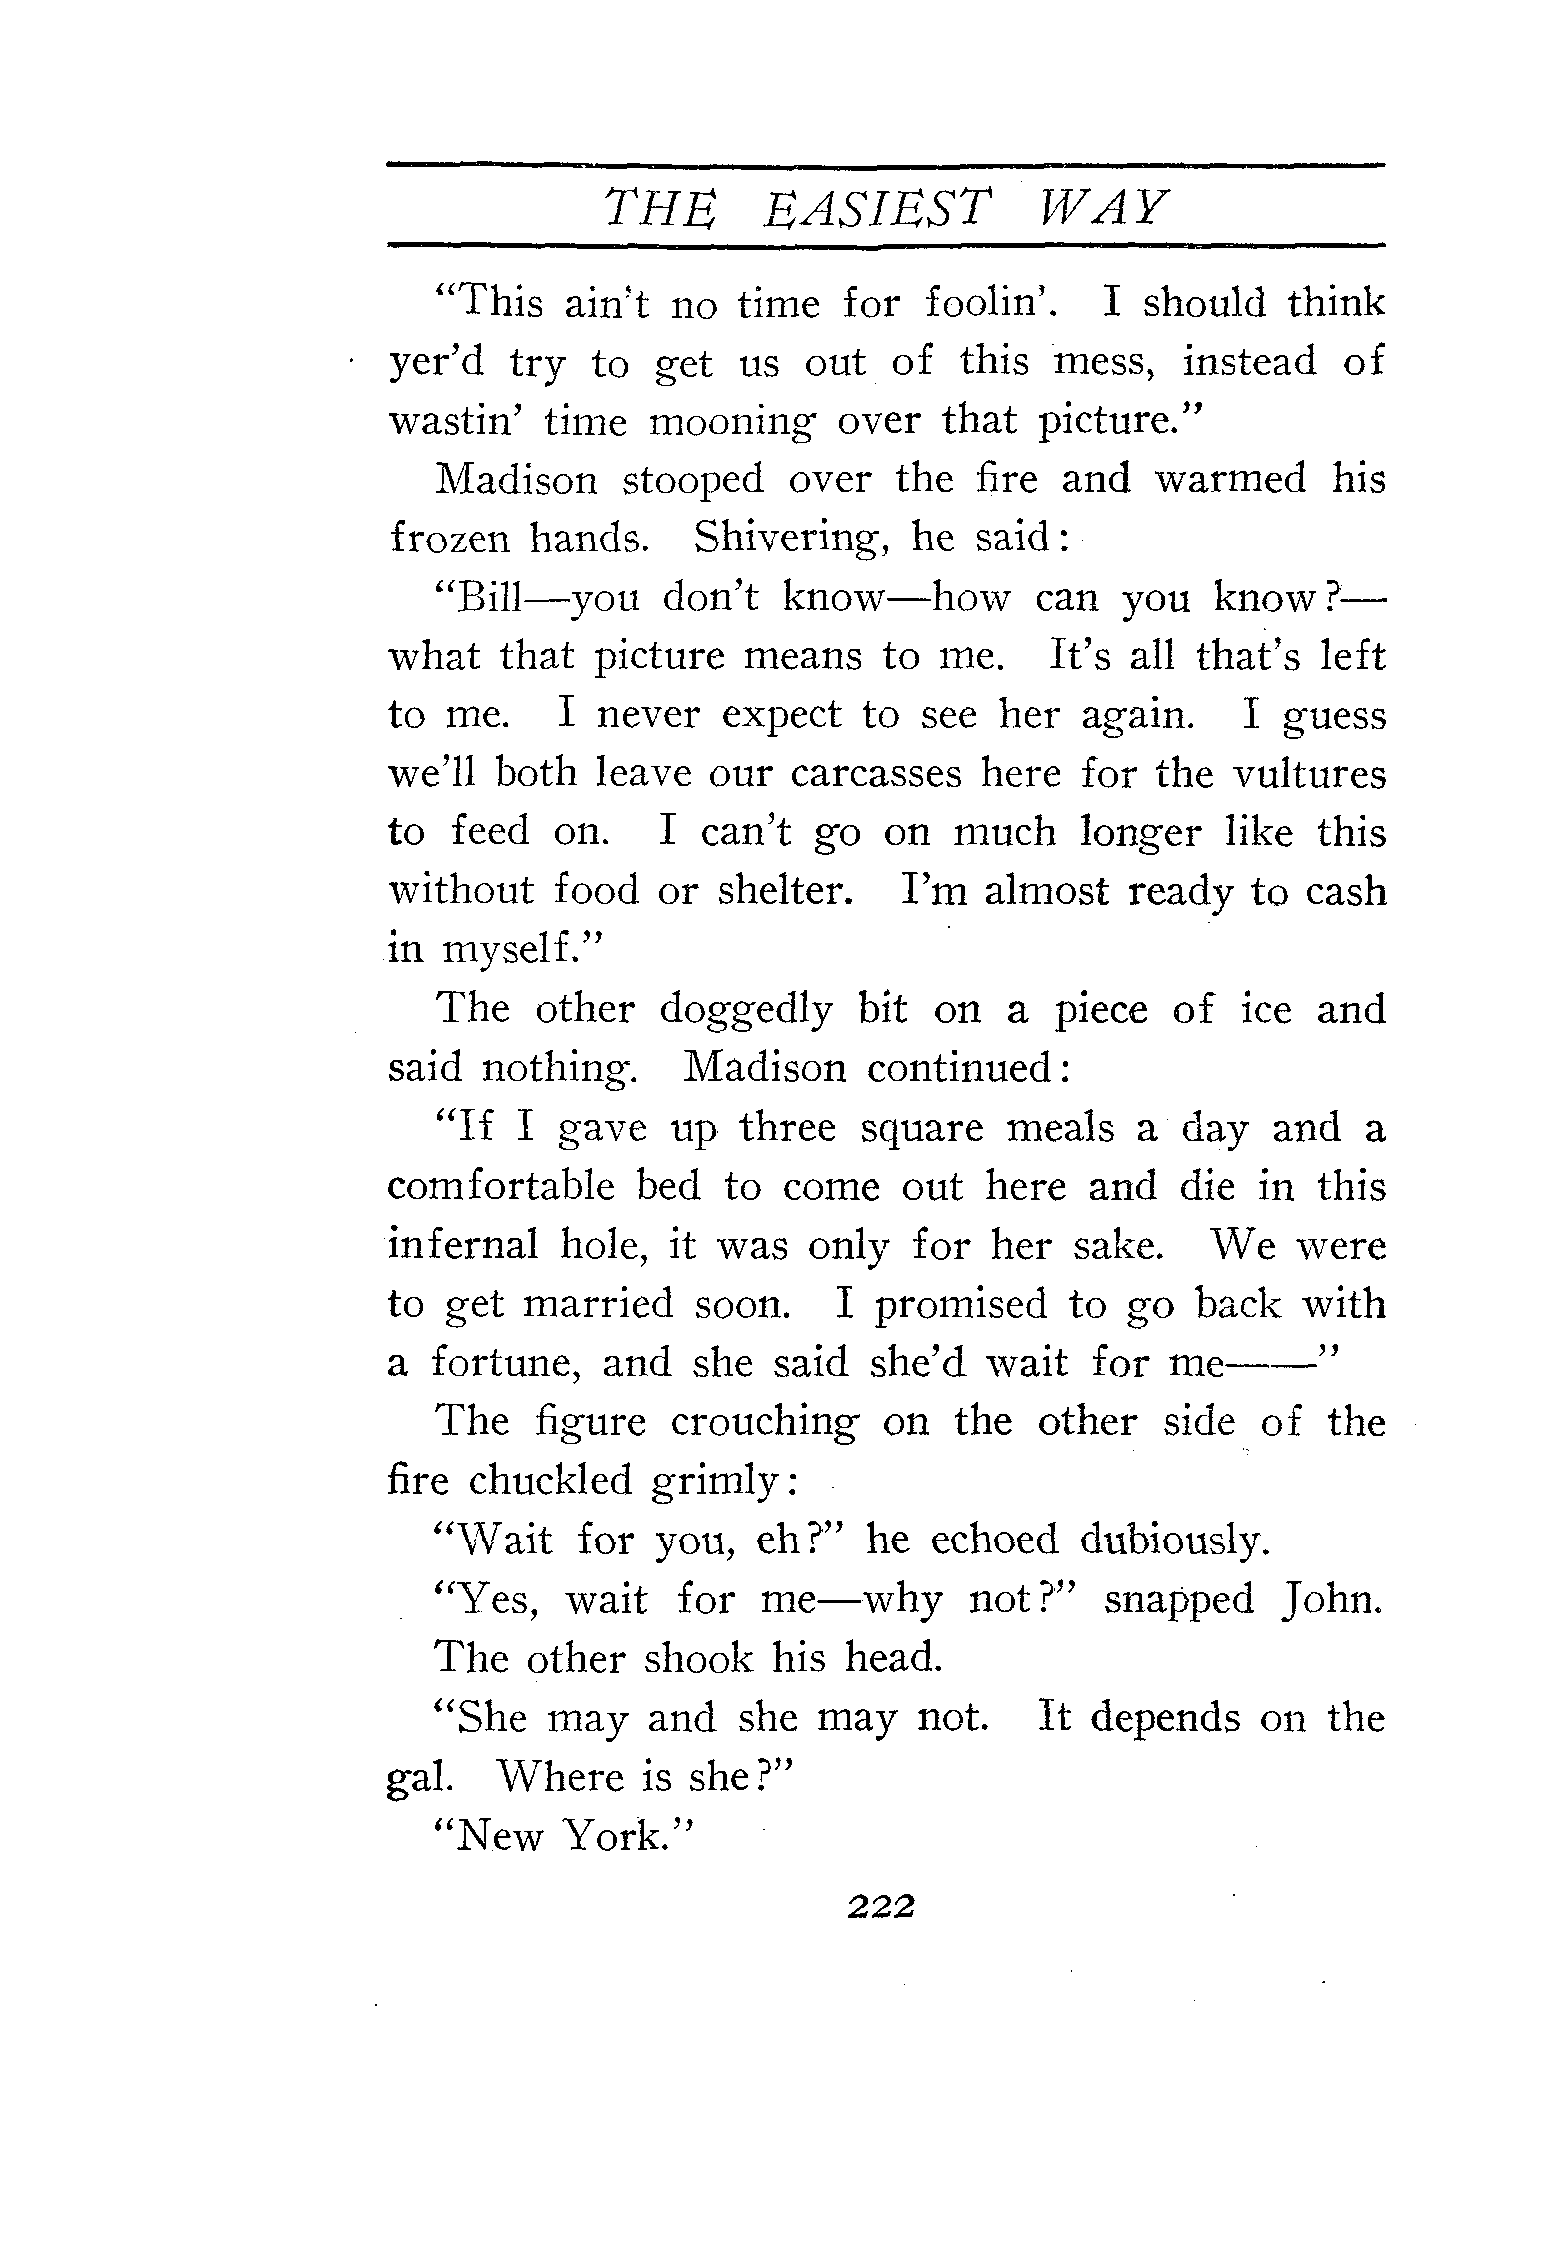 THE EASIEST WAY
“This ain't no time for foolin'. I should think
yer'd try to get us out of this mess, instead of
wastin' time mooning over that picture.”
Madison stooped over the fire and warmed his
frozen hands. Shivering, he said:
“Bill—you don't know—how can you know?—
what that picture means to me. It's all that's left
to me. I never expect to see her again. I guess
we'll both leave our carcasses here for the vultures
to feed on. I can't go on much longer like this
without food or shelter. I'm almost ready to cash
in myself.”
The other doggedly bit on a piece of ice and
said nothing. Madison continued:
“If I gave up three square meals a day and a
comfortable bed to come out here and die in this
infernal hole, it was only for her sake. We were
to get married soon. I promised to go back with
a fortune, and she said she'd wait for me——”
The figure crouching on the other side of the
fire chuckled grimly:
“Wait for you, eh?” he echoed dubiously.
“Yes, wait for me—why not?” snapped John.
The other shook his head.
“She may and she may not. It depends on the
gal. Where is she?”
“New York.”
222